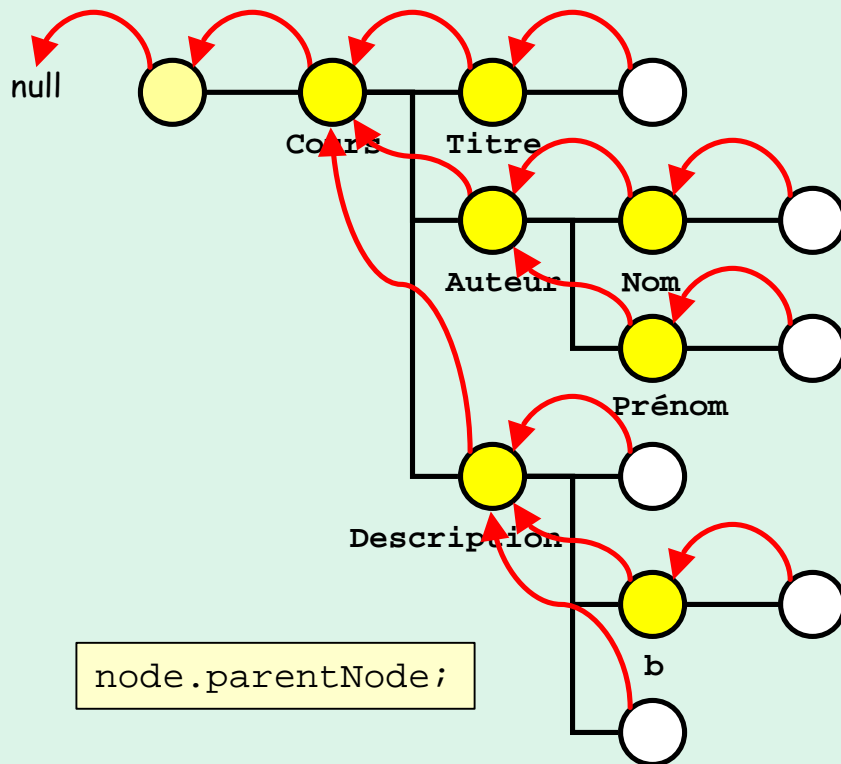 null
Cours
Titre
Auteur
Nom
Prénom
Description
b
node.parentNode;